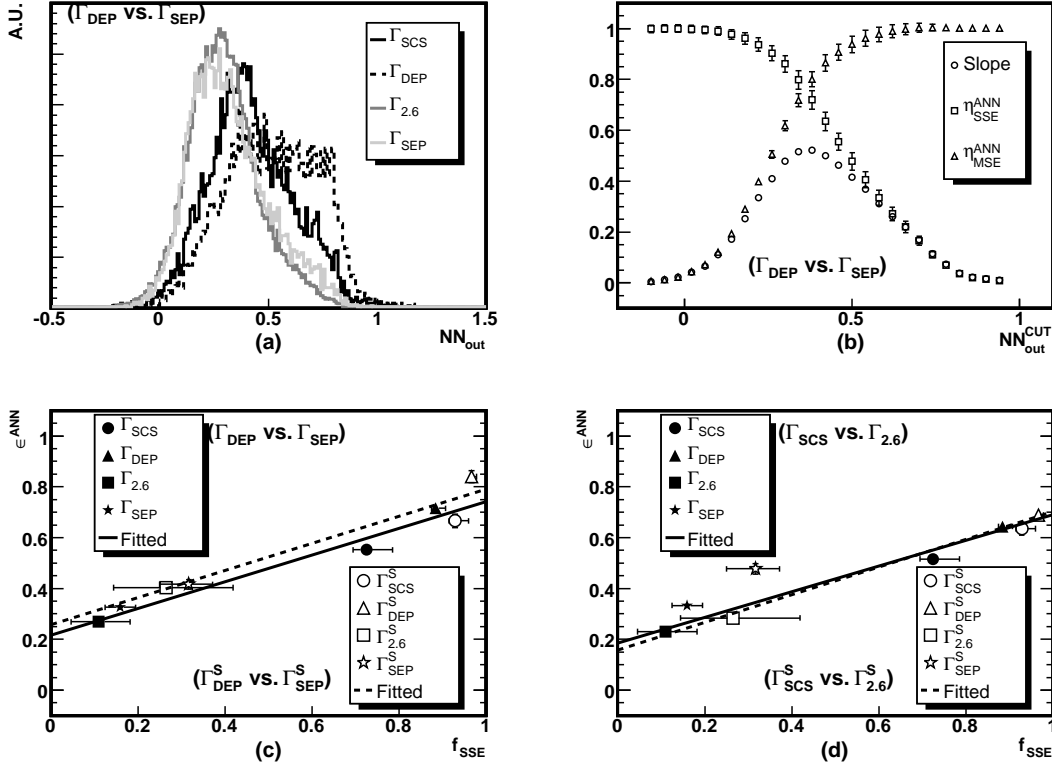 A.U.
(Γ_DEP vs. Γ_SEP)
Γ_SCS
Γ_DEP
Γ_2.6
Γ_SEP
-0.5 0 0.5 1 1.5
(a) NN_out
1
0.8
0.6
0.4
0.2
0
Slope
η^ANN_SSE
η^ANN_MSE
(Γ_DEP vs. Γ_SEP)
0 0.5 1
(b) NN^CUT_out
∈^ANN
1
0.8
0.6
0.4
0.2
0
Γ_SCS
Γ_DEP
Γ_2.6
Γ_SEP
Fitted
(Γ_DEP vs. Γ_SEP)
Γ^S_SCS
Γ^S_DEP
Γ^S_2.6
Γ^S_SEP
Fitted
(Γ^S_DEP vs. Γ^S_SEP)
0 0.2 0.4 0.6 0.8 1
(c) f_SSE
∈^ANN
1
0.8
0.6
0.4
0.2
0
Γ_SCS
Γ_DEP
Γ_2.6
Γ_SEP
Fitted
(Γ_SCS vs. Γ_2.6)
Γ^S_SCS
Γ^S_DEP
Γ^S_2.6
Γ^S_SEP
Fitted
(Γ^S_SCS vs. Γ^S_2.6)
0 0.2 0.4 0.6 0.8 1
(d) f_SSE